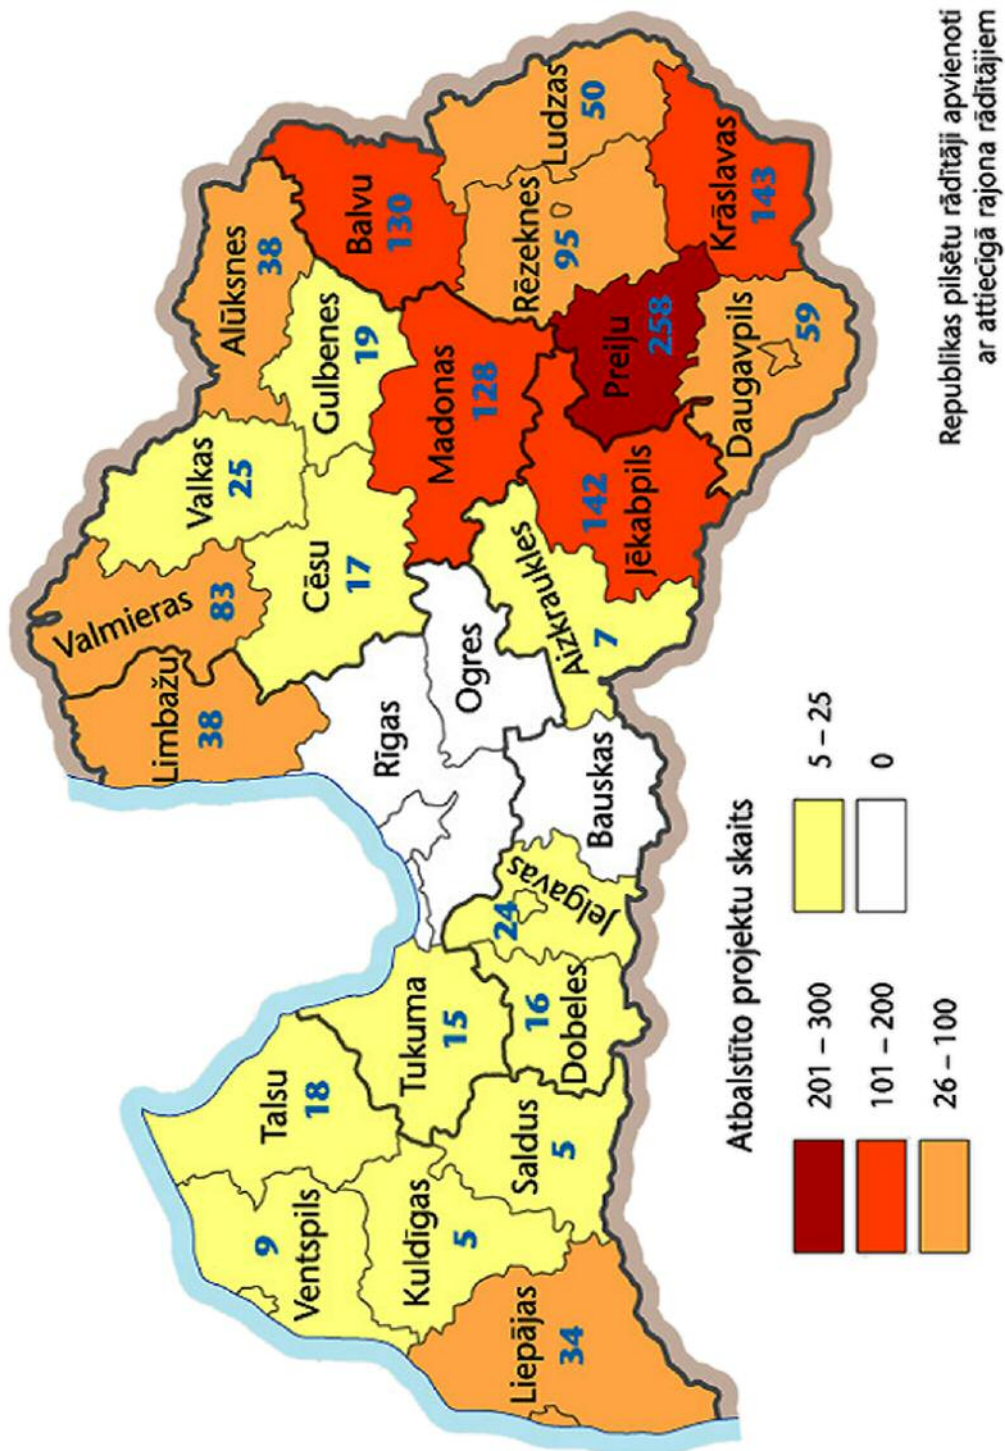 Limbažu
38
Valmieras
83
Valkas
25
Alūksnes
38
Cēsu
17
Gulbenes
19
Balvu
130
Madonas
128
Rīgas
Ogres
Aizkraukles
7
Jēkabpils
142
Preiļu
258
Rēzeknes
95
Ludzas
50
Krāslavas
143
Daugavpils
59
Bauskas
Jelgavas
24
Dobeles
16
Tukuma
15
Talsu
18
Ventspils
9
Kuldīgas
5
Saldus
5
Liepājas
34
Atbalstīto projektu skaits
201 – 300
101 – 200
26 – 100
5 – 25
0
Republikas pilsētu rādītāji apvienoti
ar attiecīgā rajona rādītājiem